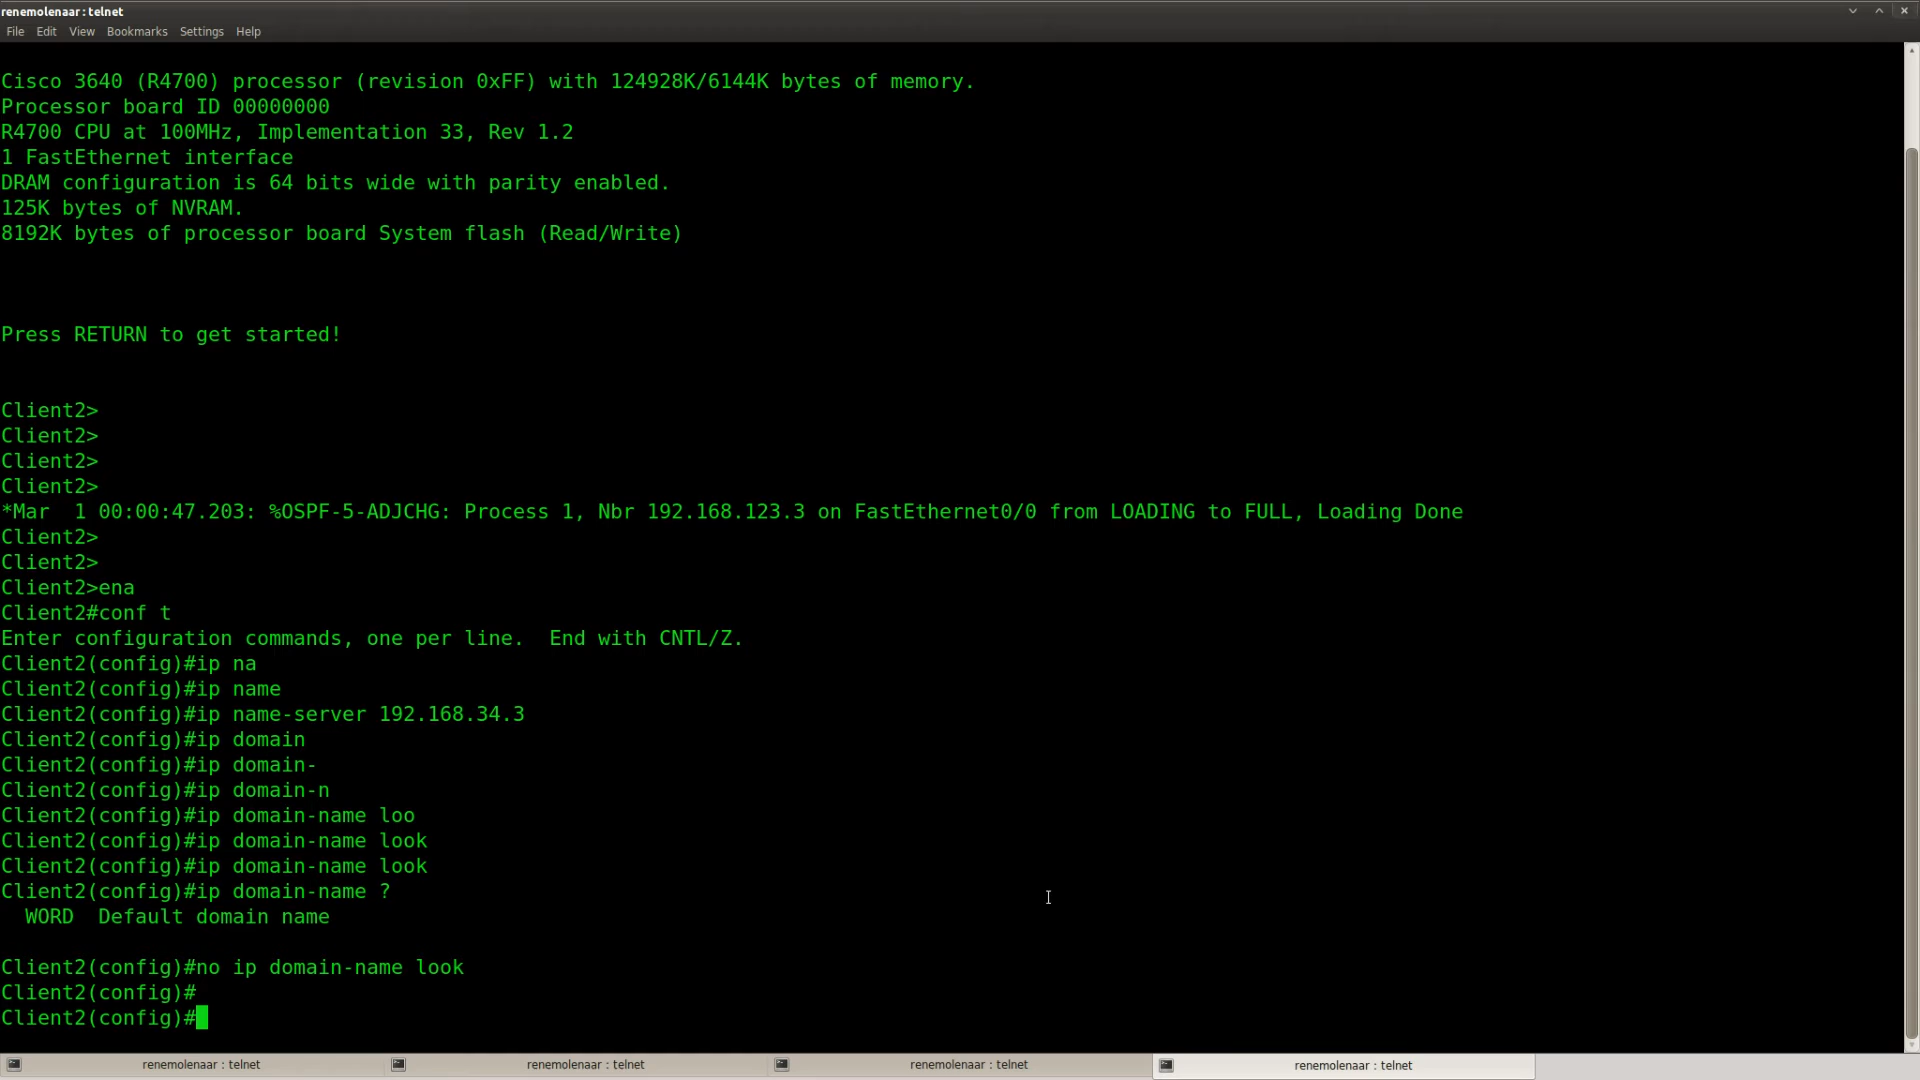 renemolenaar : telnet
File Edit View Bookmarks Settings Help
Cisco 3640 (R4700) processor (revision 0xFF) with 124928K/6144K bytes of memory.
Processor board ID 00000000
R4700 CPU at 100MHz, Implementation 33, Rev 1.2
1 FastEthernet interface
DRAM configuration is 64 bits wide with parity enabled.
125K bytes of NVRAM.
8192K bytes of processor board System flash (Read/Write)
Press RETURN to get started!
Client2>
Client2>
Client2>
Client2>
*Mar  1 00:00:47.203: %OSPF-5-ADJCHG: Process 1, Nbr 192.168.123.3 on FastEthernet0/0 from LOADING to FULL, Loading Done
Client2>
Client2>
Client2>ena
Client2#conf t
Enter configuration commands, one per line.  End with CNTL/Z.
Client2(config)#ip na
Client2(config)#ip name
Client2(config)#ip name-server 192.168.34.3
Client2(config)#ip domain
Client2(config)#ip domain-
Client2(config)#ip domain-n
Client2(config)#ip domain-name loo
Client2(config)#ip domain-name look
Client2(config)#ip domain-name look
Client2(config)#ip domain-name ?
  WORD  Default domain name
Client2(config)#no ip domain-name look
Client2(config)#
Client2(config)#
renemolenaar : telnet renemolenaar : telnet renemolenaar : telnet renemolenaar : telnet